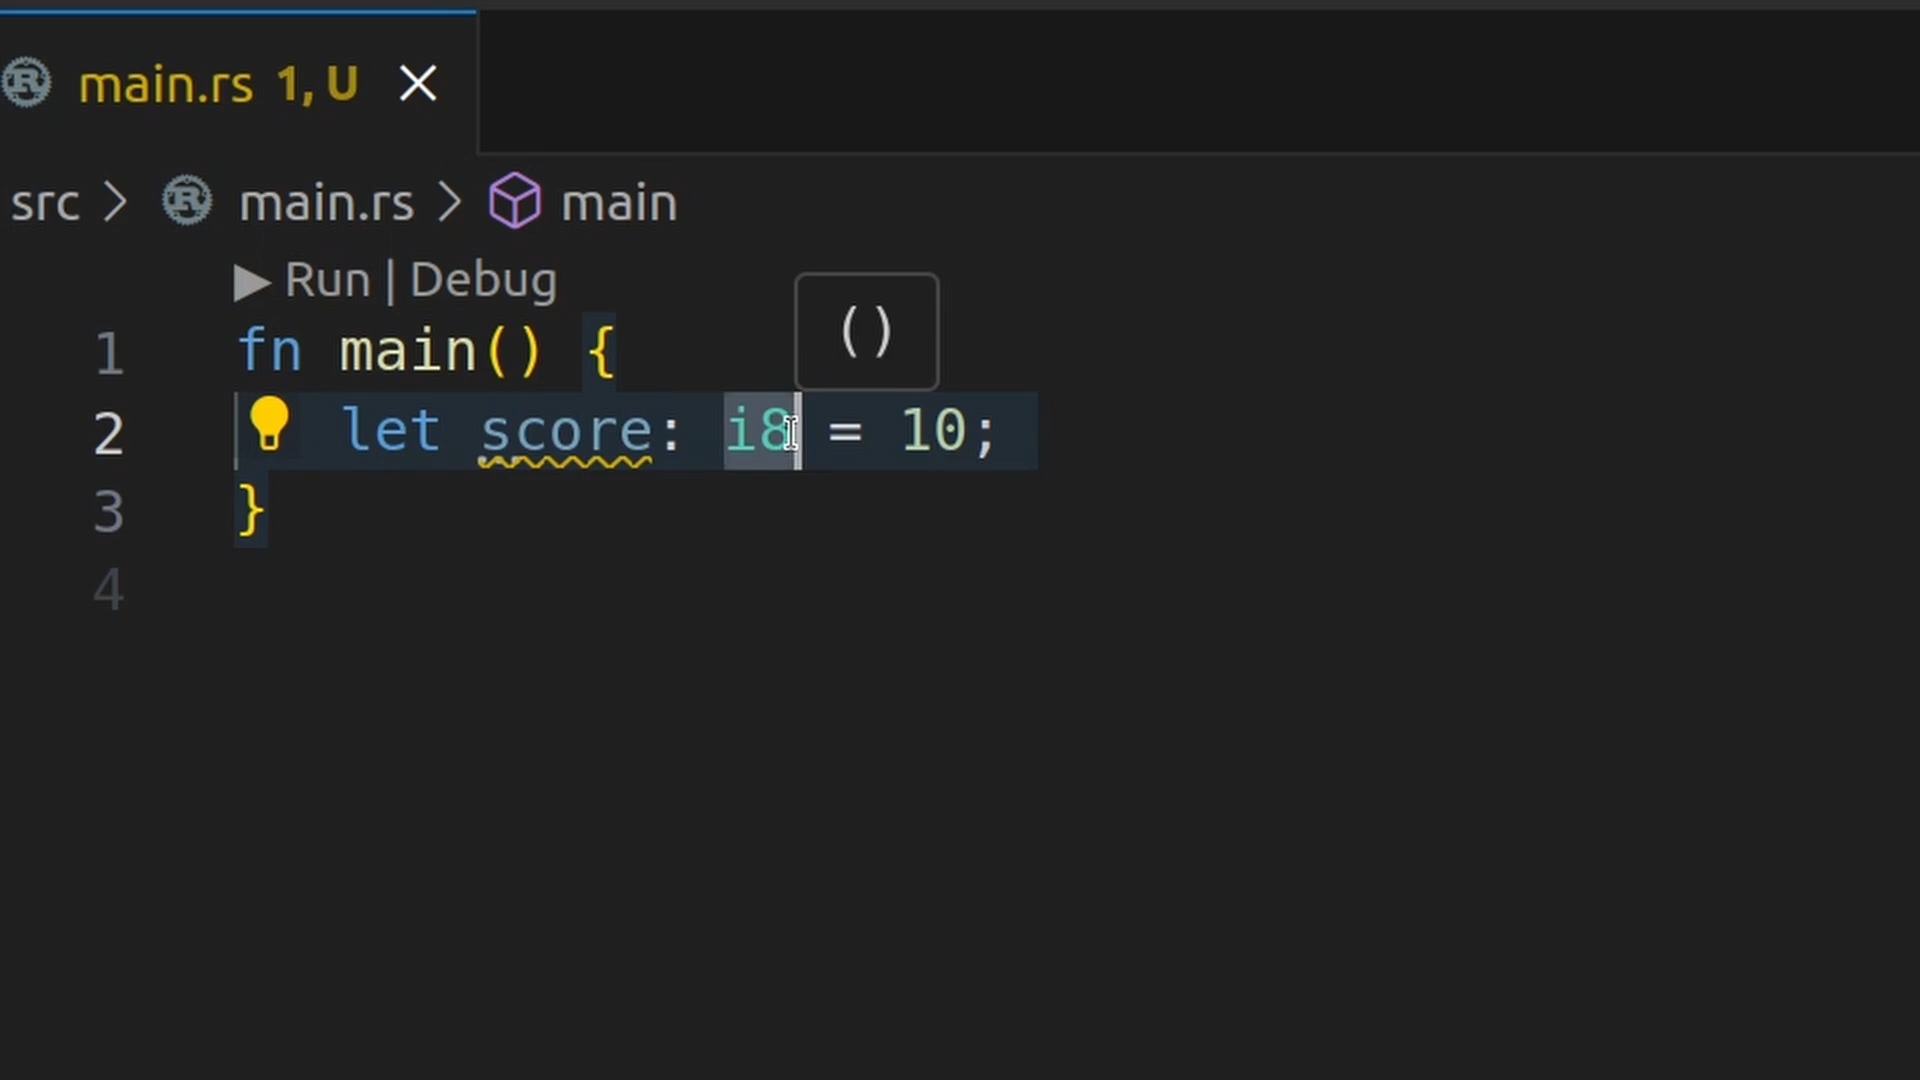 main.rs 1, U
src > main.rs > main
▶ Run | Debug
()
1 fn main() {
2 let score: i8 = 10;
3 }
4